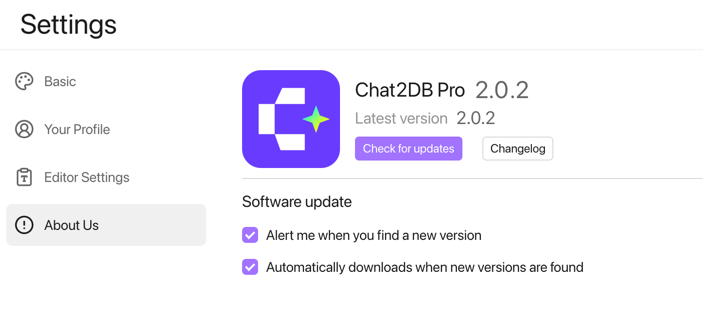 Settings
Basic
Your Profile
Editor Settings
About Us
Chat2DB Pro 2.0.2
Latest version 2.0.2
Check for updates
Changelog
Software update
Alert me when you find a new version
Automatically downloads when new versions are found